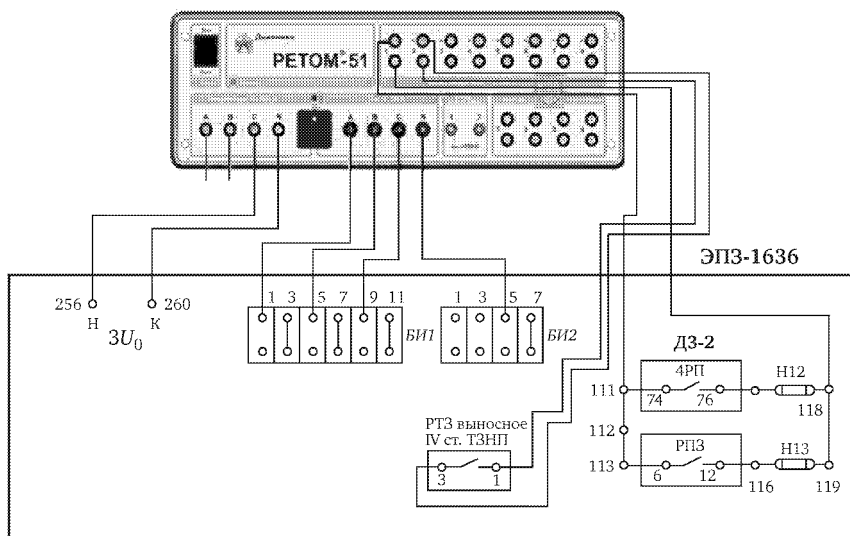 Динамика
РЕТОМ®-51
A B C N A B C N
ЭПЗ-1636
256 260
Н К
3U₀
1 3 5 7 9 11
БИ1
1 3 5 7
БИ2
ДЗ-2
111
4РП
74 76
Н12
118
112
113
РПЗ
6 12
116
Н13
119
РТЗ выносное
IV ст. ТЗНП
3 1